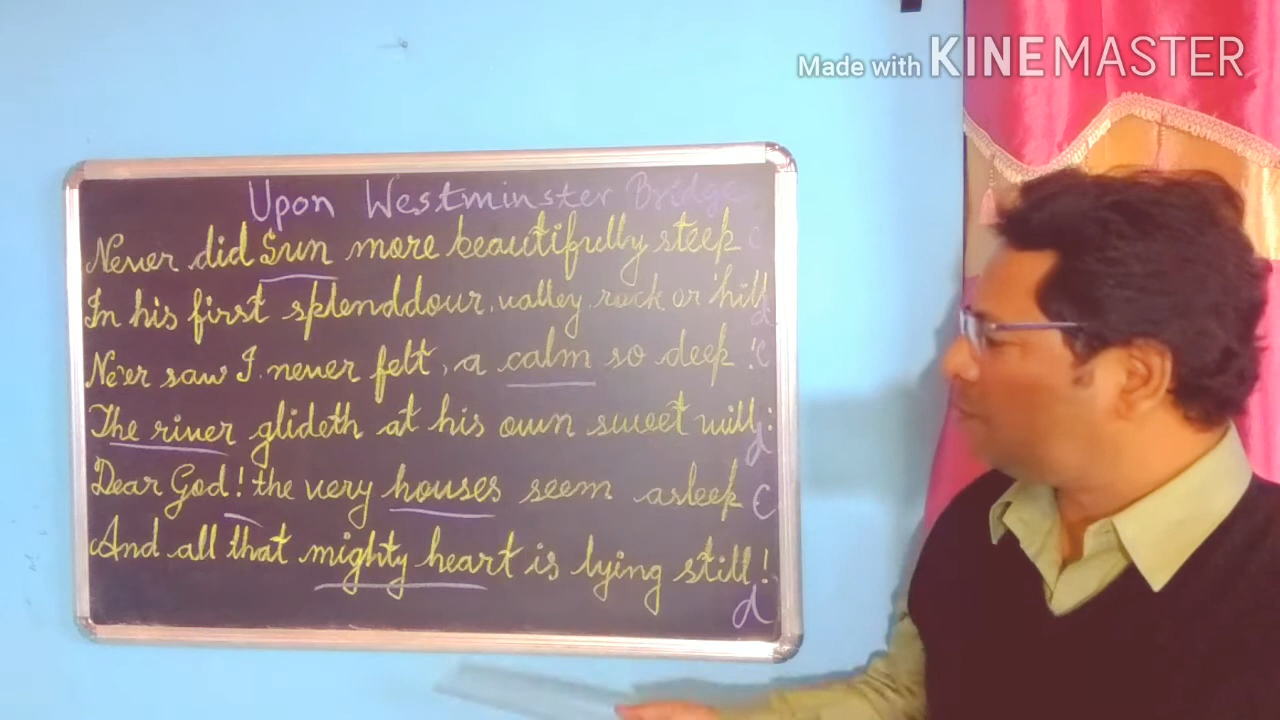 Made with KINEMASTER
Upon Westminster Bridge
Never did Sun more beautifully steep c
In his first splenddour, valley, rock, or hill; d
Ne'er saw I, never felt, a calm so deep! c
The river glideth at his own sweet will: d
Dear God! the very houses seem asleep c
And all that mighty heart is lying still!
d